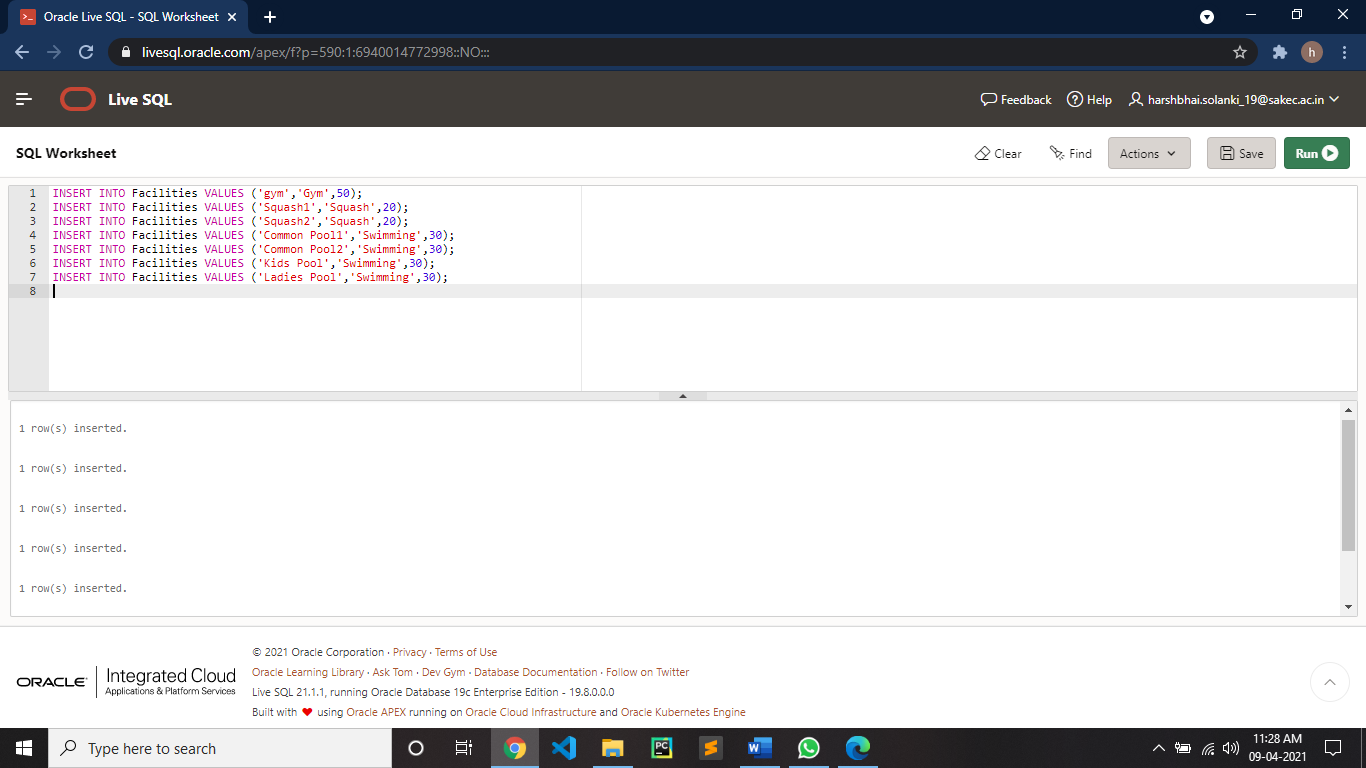 Oracle Live SQL - SQL Worksheet
livesql.oracle.com/apex/f?p=590:1:6940014772998::NO:::
h
Live SQL
Feedback
Help
harshbhai.solanki_19@sakec.ac.in
SQL Worksheet
Clear
Find
Actions
Save
Run
1 INSERT INTO Facilities VALUES ('gym','Gym',50);
2 INSERT INTO Facilities VALUES ('Squash1','Squash',20);
3 INSERT INTO Facilities VALUES ('Squash2','Squash',20);
4 INSERT INTO Facilities VALUES ('Common Pool1','Swimming',30);
5 INSERT INTO Facilities VALUES ('Common Pool2','Swimming',30);
6 INSERT INTO Facilities VALUES ('Kids Pool','Swimming',30);
7 INSERT INTO Facilities VALUES ('Ladies Pool','Swimming',30);
8
1 row(s) inserted.
1 row(s) inserted.
1 row(s) inserted.
1 row(s) inserted.
1 row(s) inserted.
ORACLE
Integrated Cloud
Applications & Platform Services
© 2021 Oracle Corporation · Privacy · Terms of Use
Oracle Learning Library · Ask Tom · Dev Gym · Database Documentation · Follow on Twitter
Live SQL 21.1.1, running Oracle Database 19c Enterprise Edition - 19.8.0.0.0
Built with ❤ using Oracle APEX running on Oracle Cloud Infrastructure and Oracle Kubernetes Engine
Type here to search
PC
W
11:28 AM
09-04-2021